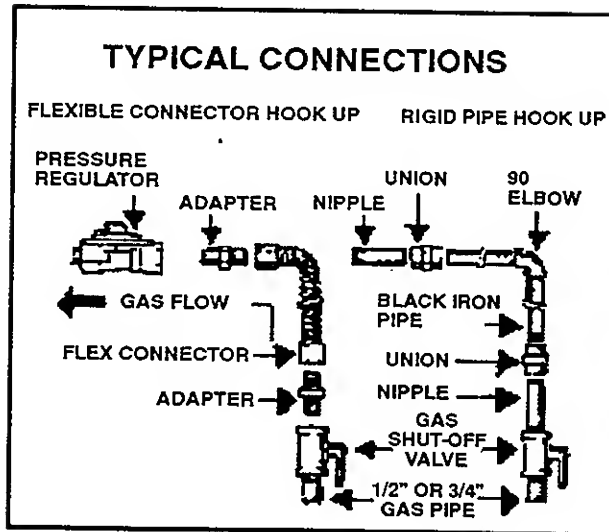 TYPICAL CONNECTIONS
FLEXIBLE CONNECTOR HOOK UP
RIGID PIPE HOOK UP
PRESSURE
REGULATOR
ADAPTER
NIPPLE
UNION
90
ELBOW
GAS FLOW
BLACK IRON
PIPE
FLEX CONNECTOR
UNION
ADAPTER
NIPPLE
GAS
SHUT-OFF
VALVE
1/2" OR 3/4"
GAS PIPE